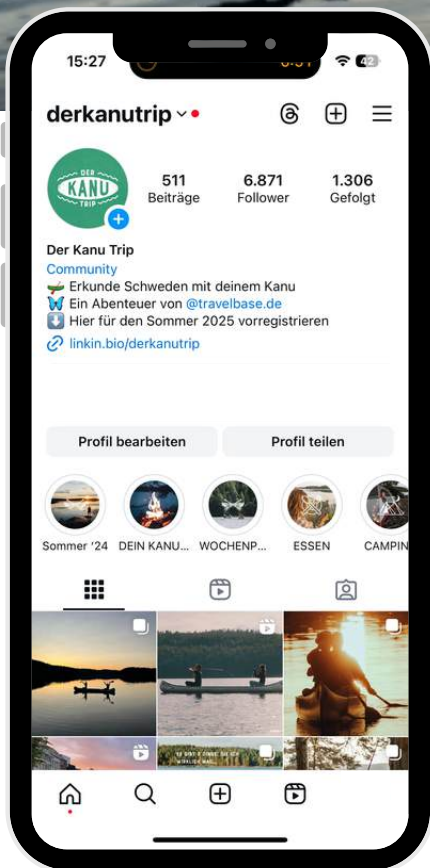 15:27
42
derkanutrip
DER
KANU
TRIP
511
6.871
1.306
Beiträge
Follower
Gefolgt
Der Kanu Trip
Community
Erkunde Schweden mit deinem Kanu
Ein Abenteuer von @travelbase.de
Hier für den Sommer 2025 vorregistrieren
linkin.bio/derkanutrip
Profil bearbeiten
Profil teilen
Sommer '24
DEIN KANU...
WOCHENP...
ESSEN
CAMPIN